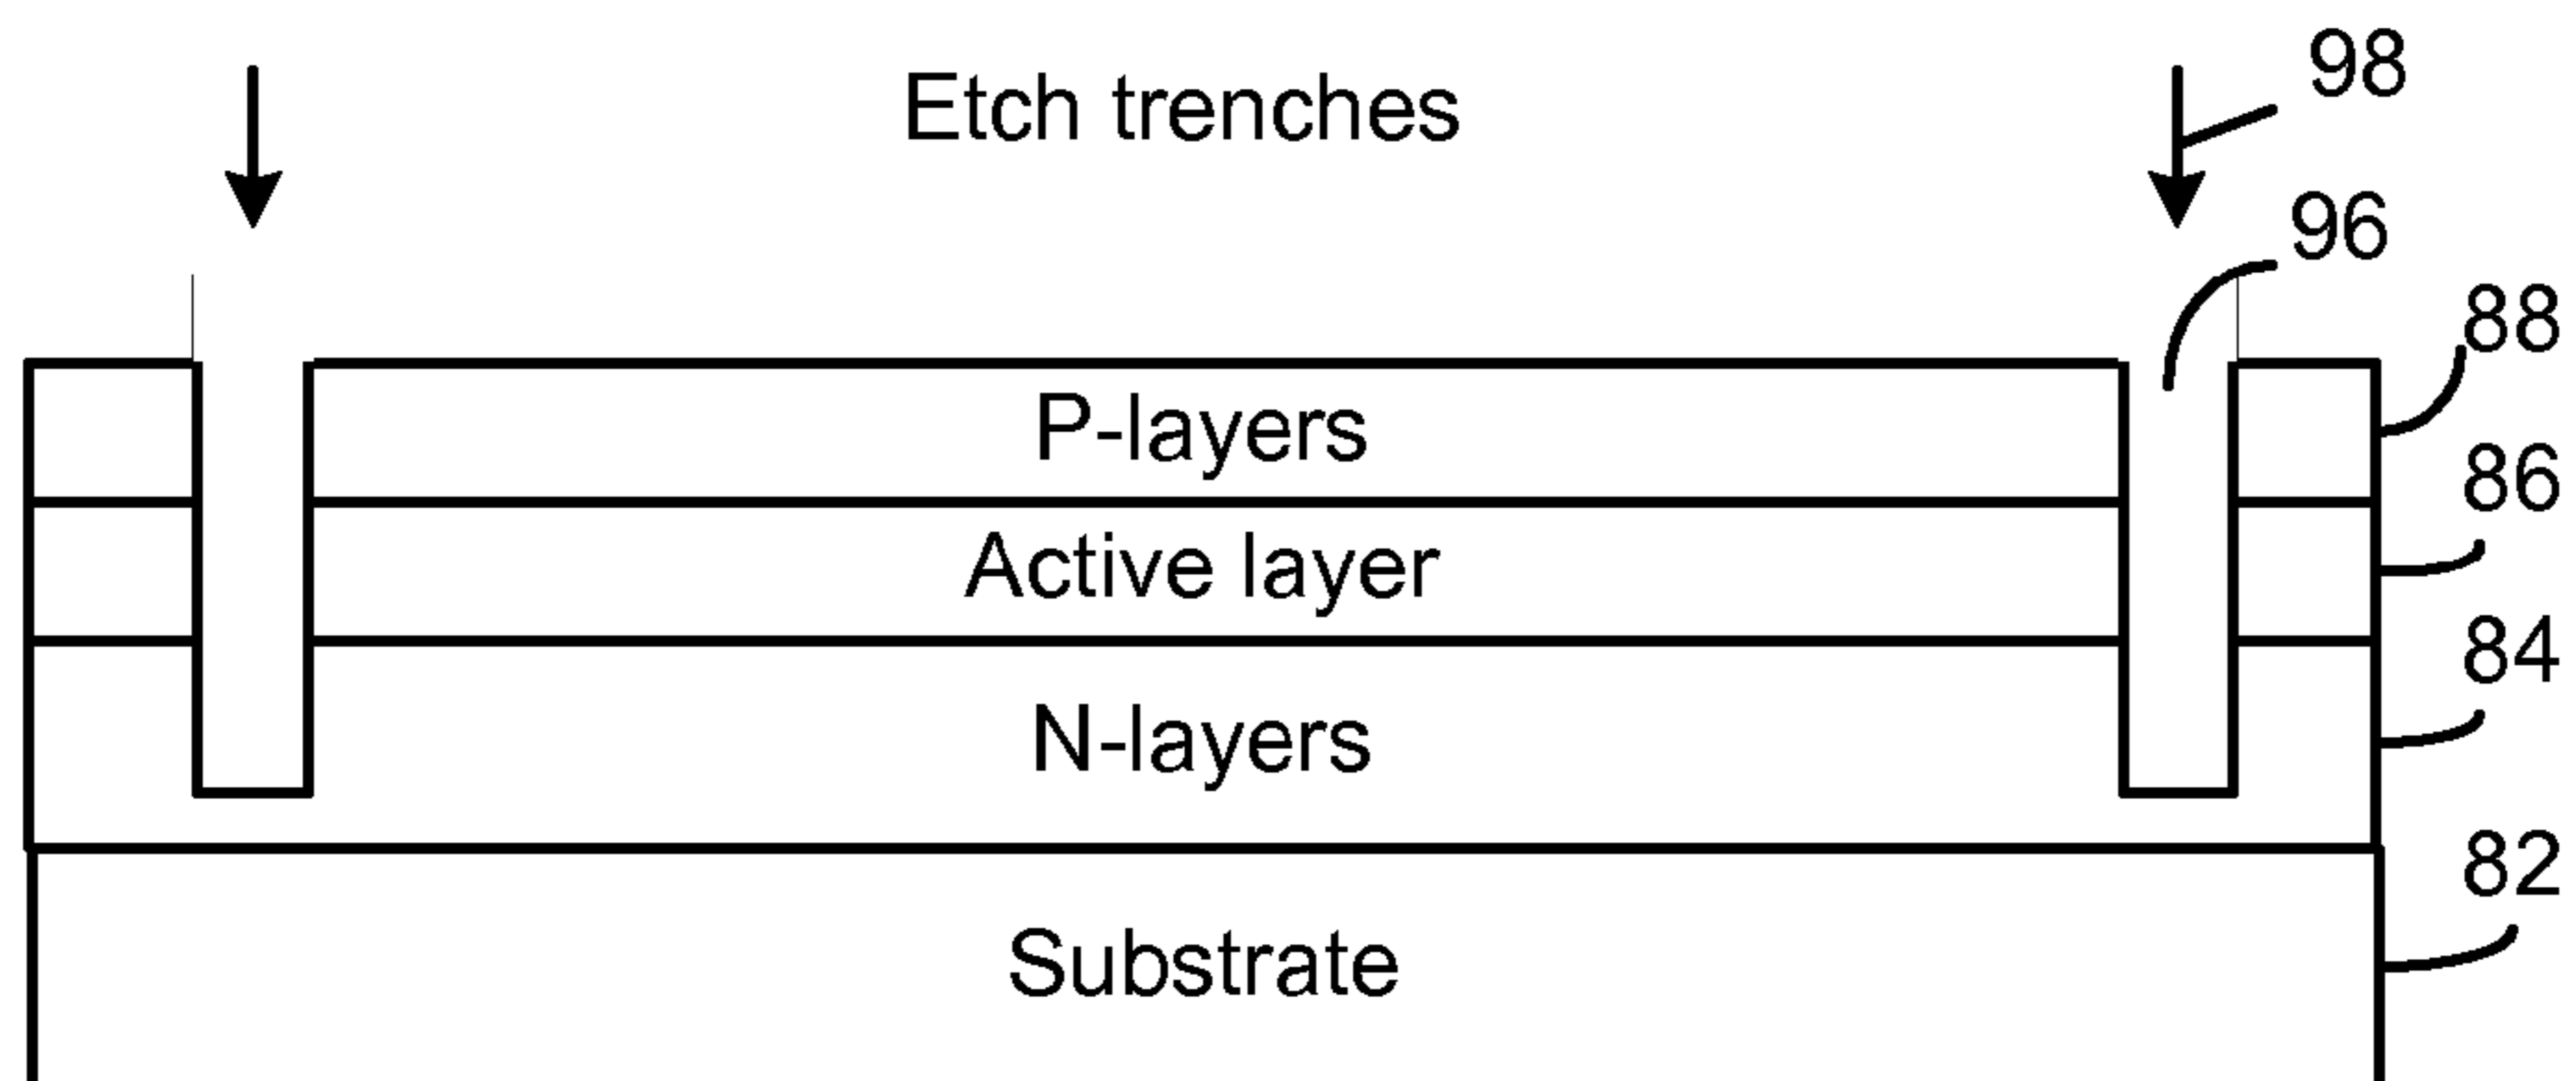 Etch trenches
98
96
88
P-layers
86
Active layer
84
N-layers
82
Substrate